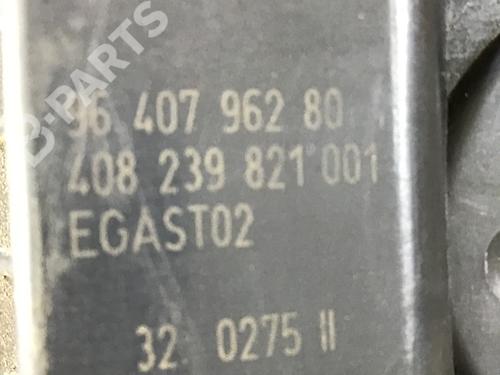 B-PARTS
96 407 962 80
408 239 821 001
EGAST02
32 0275 II